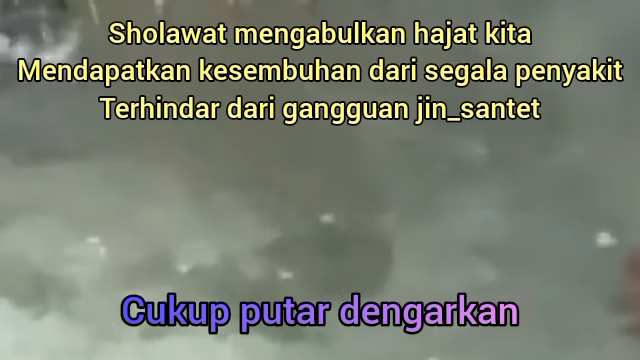 Sholawat mengabulkan hajat kita
Mendapatkan kesembuhan dari segala penyakit
Terhindar dari gangguan jin_santet
Cukup putar dengarkan